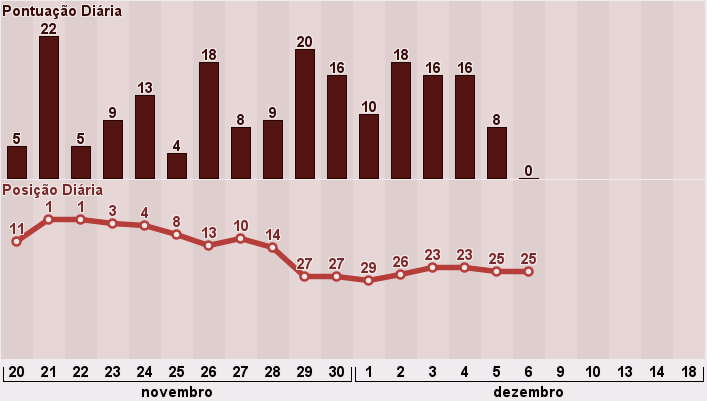 Pontuação Diária
5 22 5 9 13 4 18 8 9 20 16 10 18 16 16 8 0
Posição Diária
11 1 1 3 4 8 13 10 14 27 27 29 26 23 23 25 25
20 21 22 23 24 25 26 27 28 29 30 1 2 3 4 5 6 9 10 13 14 18
novembro dezembro